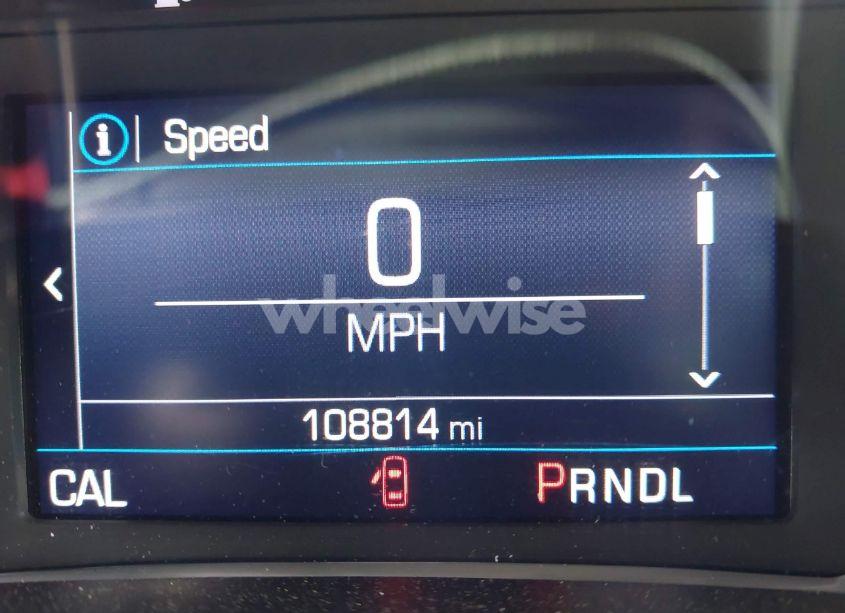 i Speed
0
MPH
wheelwise
108814 mi
CAL PRNDL